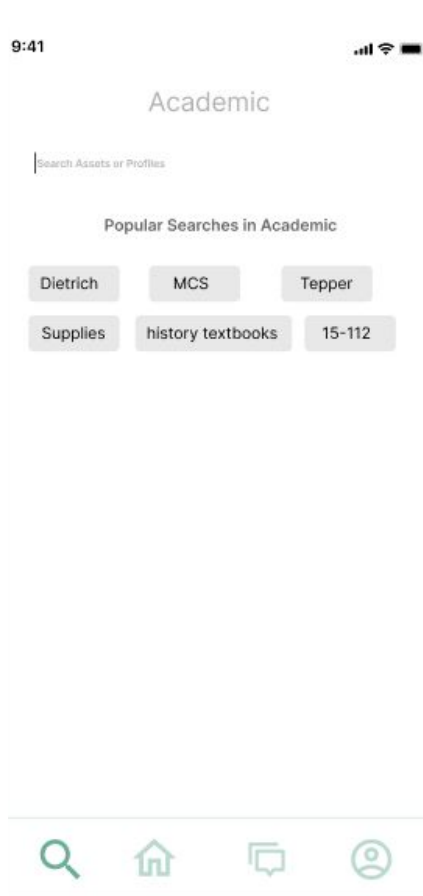 9:41
Academic
Search Assets or Profiles
Popular Searches in Academic
Dietrich MCS Tepper
Supplies history textbooks 15-112